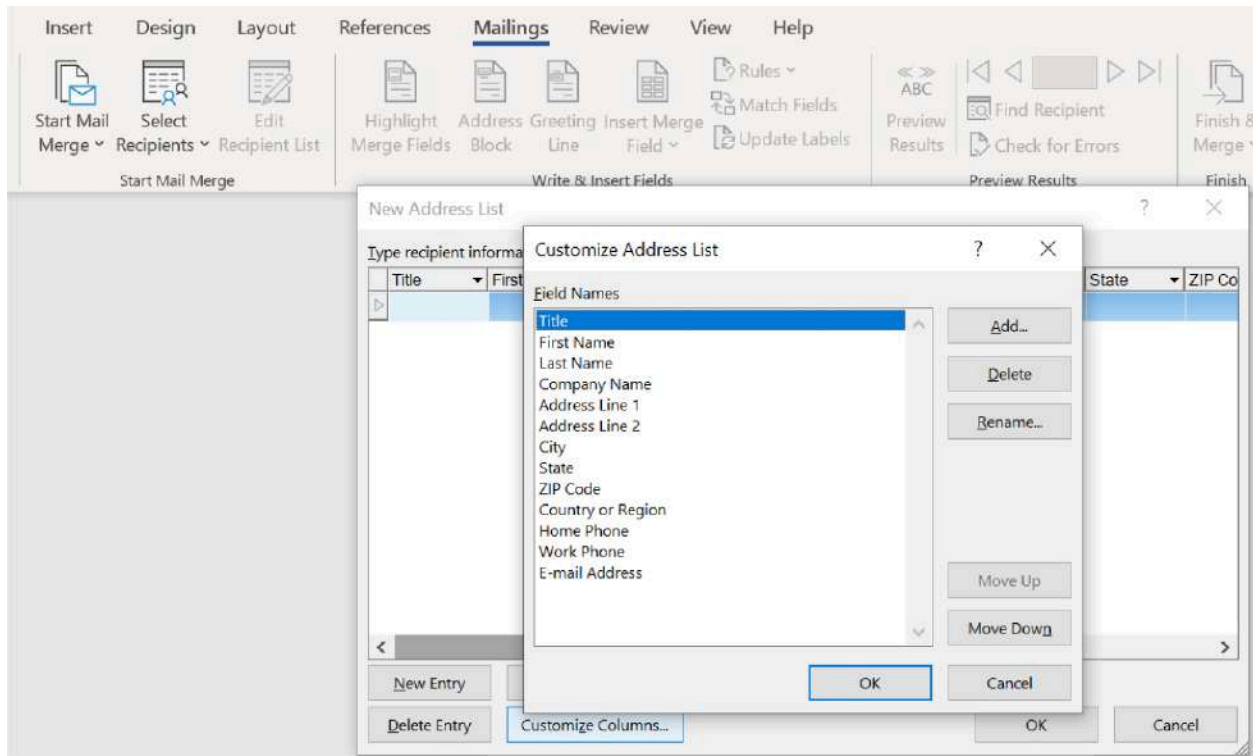 Insert Design Layout References Mailings Review View Help
Start Mail Merge
Select Recipients
Edit Recipient List
Highlight Merge Fields
Address Block
Greeting Line
Insert Merge Field
Rules
Match Fields
Update Labels
ABC
Preview Results
Find Recipient
Check for Errors
Finish & Merge
Start Mail Merge
Write & Insert Fields
Preview Results
Finish
New Address List ? ×
Type recipient informa
Title
First
State
ZIP Co
Customize Address List ? ×
Field Names
Title
First Name
Last Name
Company Name
Address Line 1
Address Line 2
City
State
ZIP Code
Country or Region
Home Phone
Work Phone
E-mail Address
Add...
Delete
Rename...
Move Up
Move Down
OK Cancel
New Entry
Delete Entry
Customize Columns...
OK Cancel